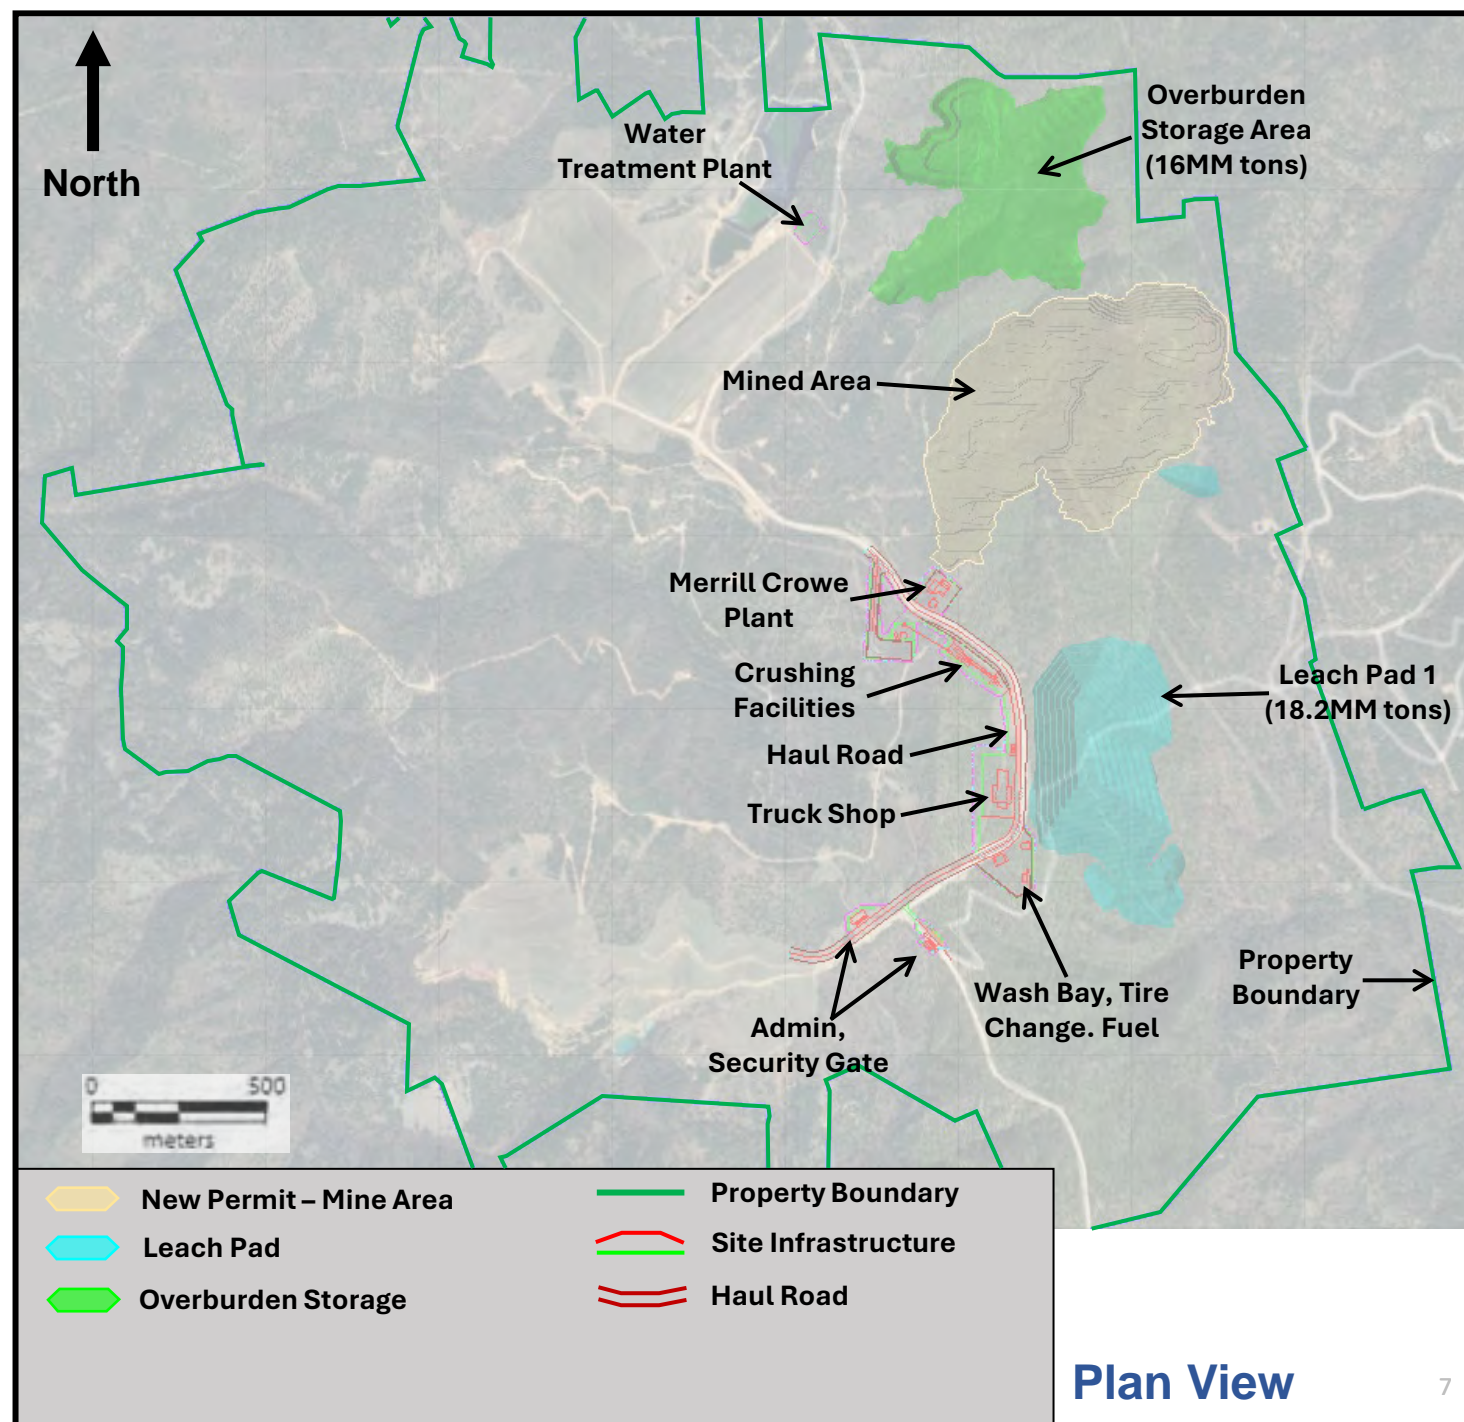 North
Water
Treatment Plant
Overburden
Storage Area
(16MM tons)
Mined Area
Merrill Crowe
Plant
Crushing
Facilities
Leach Pad 1
(18.2MM tons)
Haul Road
Truck Shop
Admin,
Security Gate
Wash Bay, Tire
Change. Fuel
Property
Boundary
0 500
meters
New Permit – Mine Area
Leach Pad
Overburden Storage
Property Boundary
Site Infrastructure
Haul Road
Plan View
7